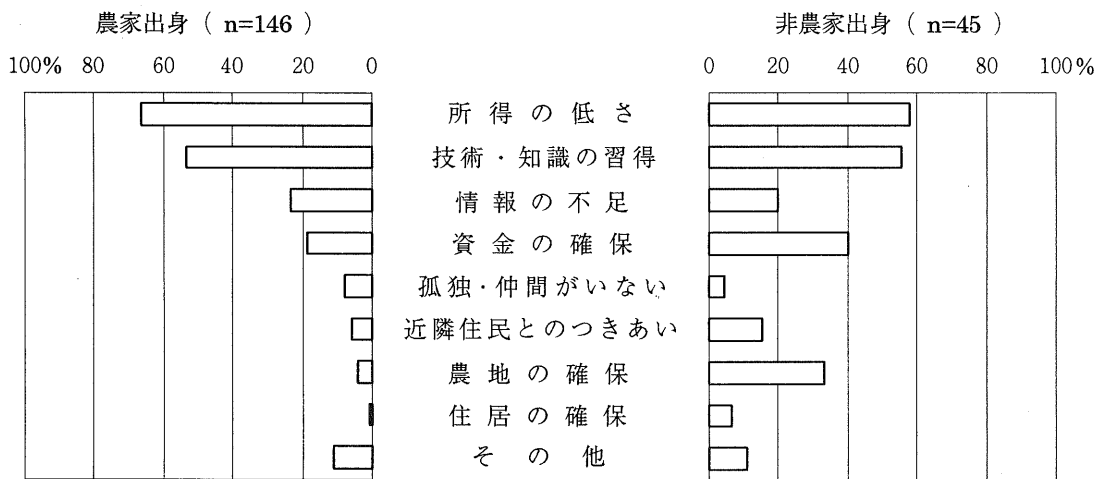 農家出身 ( n=146 ) 非農家出身 ( n=45 )
100% 80 60 40 20 0 0 20 40 60 80 100%
所得の低さ
技術・知識の習得
情報の不足
資金の確保
孤独・仲間がいない
近隣住民とのつきあい
農地の確保
住居の確保
その他